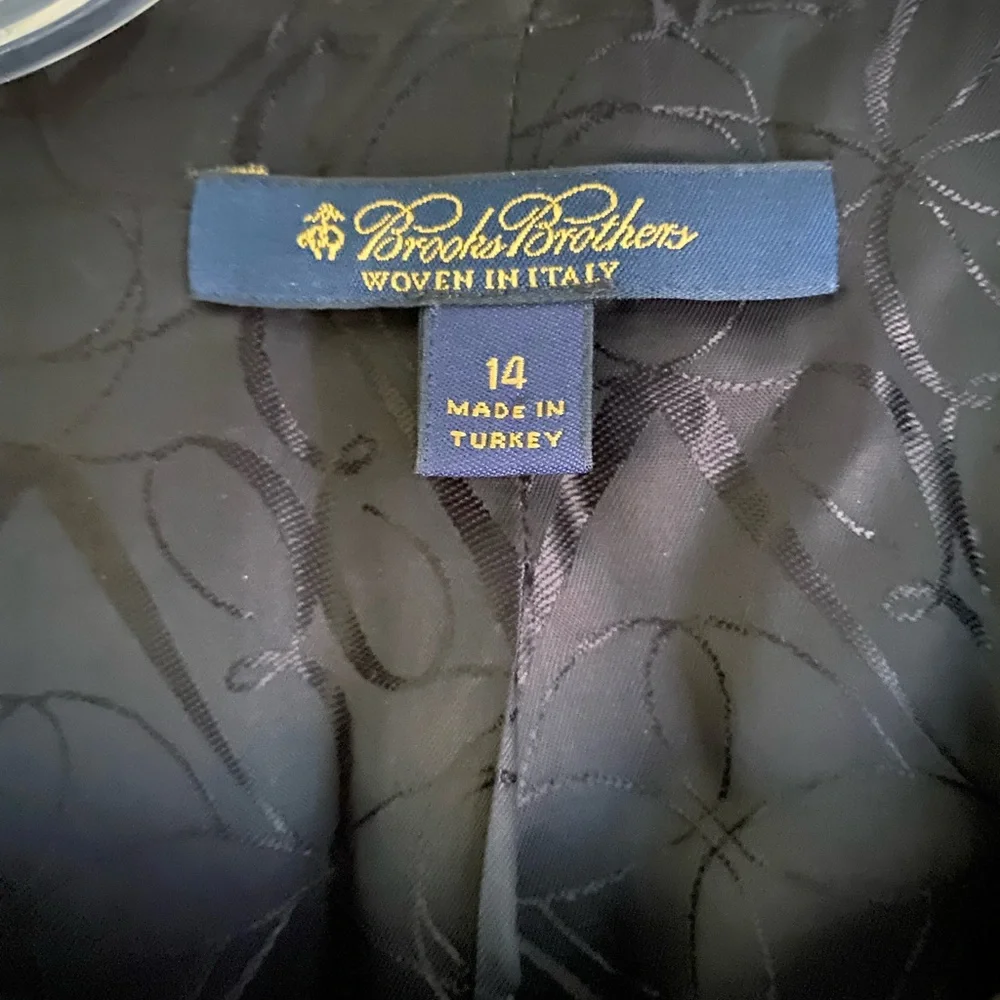 Brooks Brothers
WOVEN IN ITALY
14
MADE IN
TURKEY